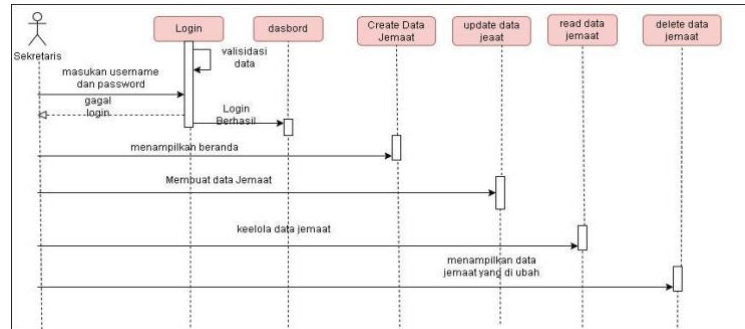 Login
dasbord
Create Data
Jemaat
update data
jeaat
read data
jemaat
delete data
jemaat
Sekretaris
valisidasi
data
masukan username
dan password
gagal
login
Login
Berhasil
menampilkan beranda
Membuat data Jemaat
keelola data jemaat
menampilkan data
jemaat yang di ubah